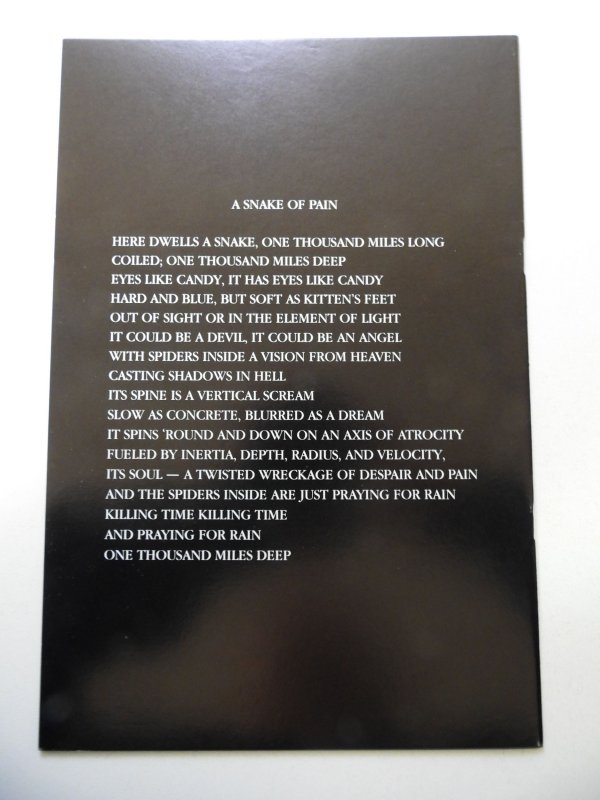 A SNAKE OF PAIN
HERE DWELLS A SNAKE, ONE THOUSAND MILES LONG
COILED; ONE THOUSAND MILES DEEP
EYES LIKE CANDY, IT HAS EYES LIKE CANDY
HARD AND BLUE, BUT SOFT AS KITTEN'S FEET
OUT OF SIGHT OR IN THE ELEMENT OF LIGHT
IT COULD BE A DEVIL, IT COULD BE AN ANGEL
WITH SPIDERS INSIDE A VISION FROM HEAVEN
CASTING SHADOWS IN HELL
ITS SPINE IS A VERTICAL SCREAM
SLOW AS CONCRETE, BLURRED AS A DREAM
IT SPINS 'ROUND AND DOWN ON AN AXIS OF ATROCITY
FUELED BY INERTIA, DEPTH, RADIUS, AND VELOCITY,
ITS SOUL — A TWISTED WRECKAGE OF DESPAIR AND PAIN
AND THE SPIDERS INSIDE ARE JUST PRAYING FOR RAIN
KILLING TIME KILLING TIME
AND PRAYING FOR RAIN
ONE THOUSAND MILES DEEP